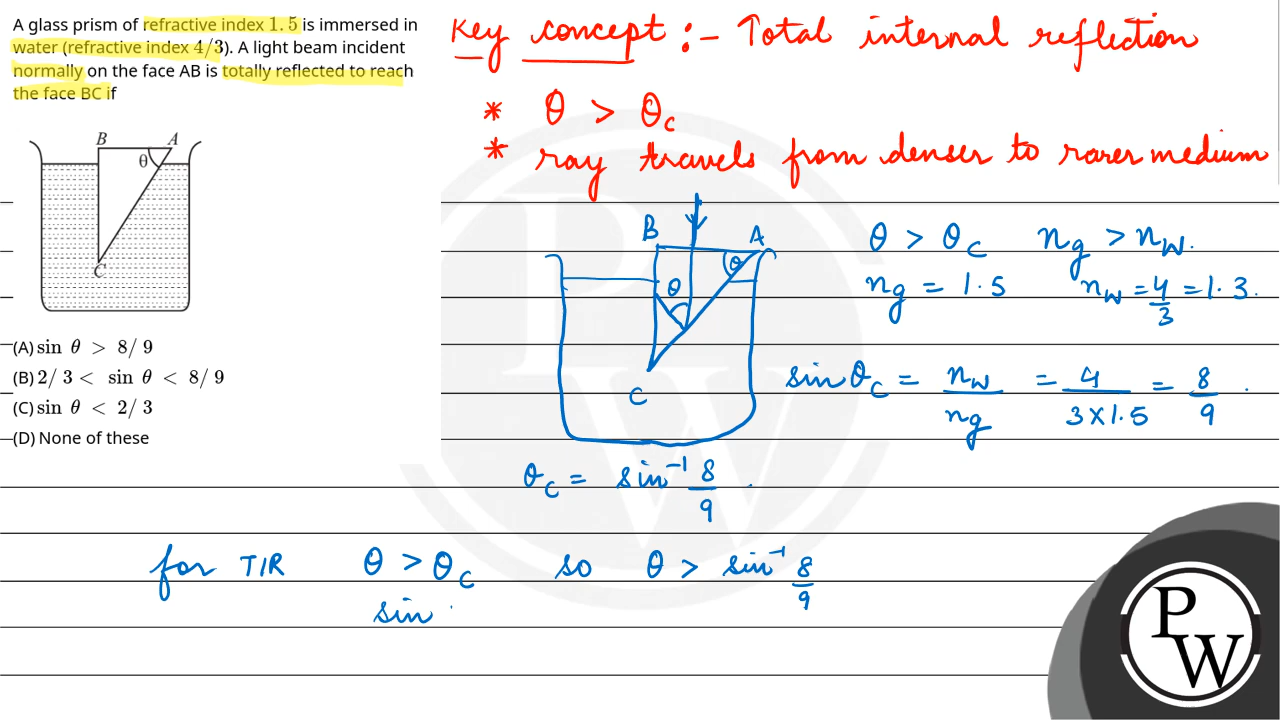 A glass prism of refractive index 1.5 is immersed in
water (refractive index 4/3). A light beam incident
normally on the face AB is totally reflected to reach
the face BC if
B A
θ
C
(A) sin θ > 8/9
(B) 2/3 < sin θ < 8/9
(C) sin θ < 2/3
(D) None of these
Key concept :- Total internal reflection
* θ > θc
* ray travels from denser to rarer medium
B A
θ
θ
C
θ > θc ng > nw.
ng = 1.5 nw = 4/3 = 1.3.
sin θc = nw/ng = 4/(3×1.5) = 8/9 .
θc = sin⁻¹ 8/9 .
for TIR θ > θc so θ > sin⁻¹ 8/9
sin
PW